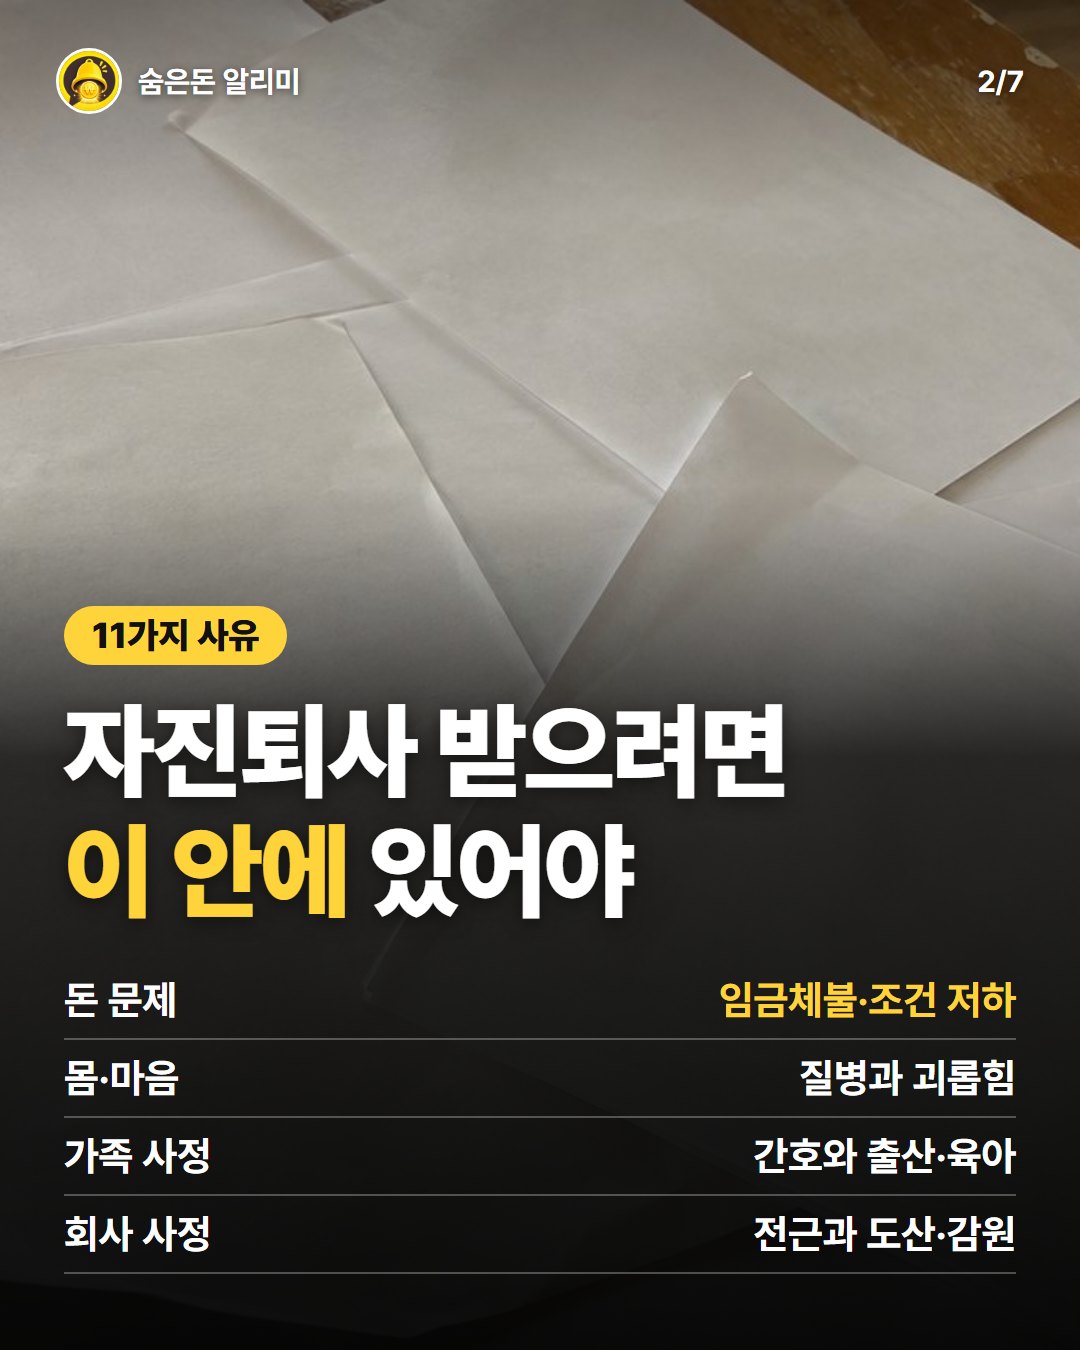 숨은돈 알리미
2/7
11가지 사유
자진퇴사 받으려면
이 안에 있어야
돈 문제 임금체불·조건 저하
몸·마음 질병과 괴롭힘
가족 사정 간호와 출산·육아
회사 사정 전근과 도산·감원